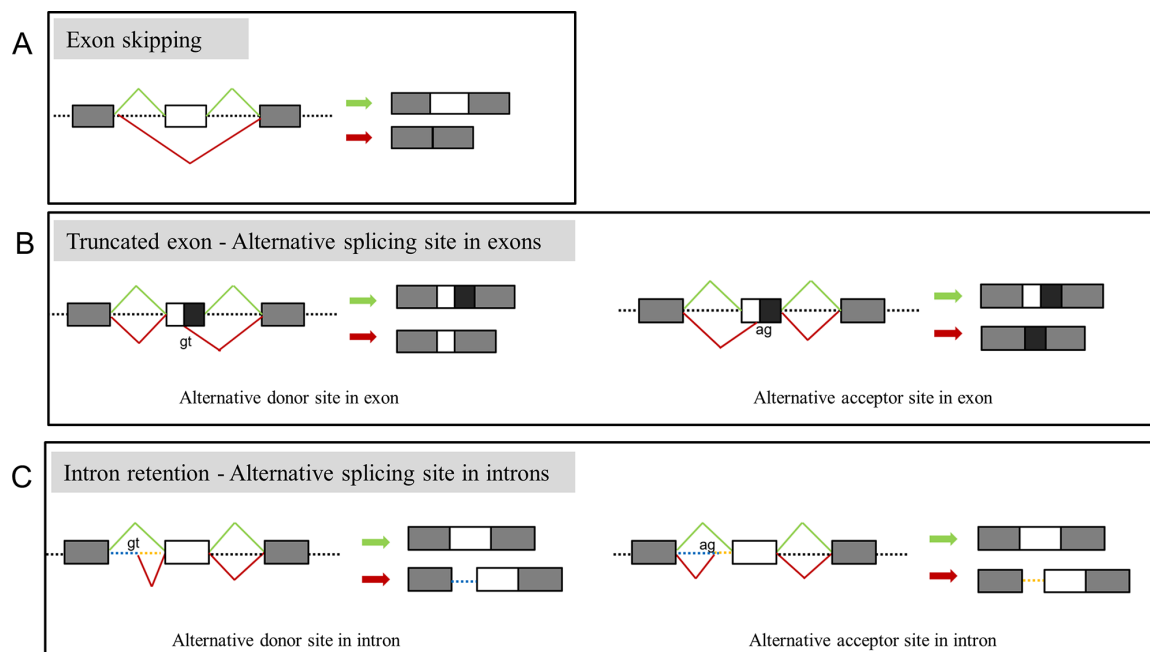 A
Exon skipping
B
Truncated exon - Alternative splicing site in exons
gt
ag
Alternative donor site in exon
Alternative acceptor site in exon
C
Intron retention - Alternative splicing site in introns
gt
ag
Alternative donor site in intron
Alternative acceptor site in intron